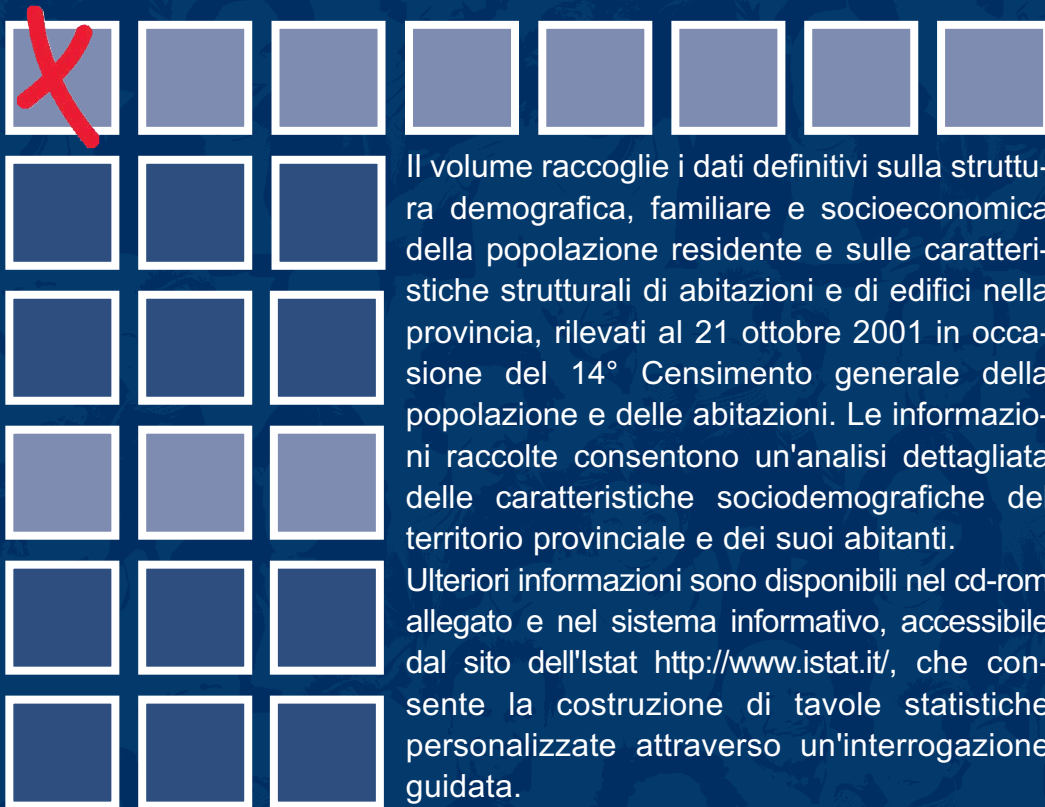 Il volume raccoglie i dati definitivi sulla struttu-
ra demografica, familiare e socioeconomica
della popolazione residente e sulle caratteri-
stiche strutturali di abitazioni e di edifici nella
provincia, rilevati al 21 ottobre 2001 in occa-
sione del 14° Censimento generale della
popolazione e delle abitazioni. Le informazio-
ni raccolte consentono un'analisi dettagliata
delle caratteristiche sociodemografiche del
territorio provinciale e dei suoi abitanti.
Ulteriori informazioni sono disponibili nel cd-rom
allegato e nel sistema informativo, accessibile
dal sito dell'Istat http://www.istat.it/, che con-
sente la costruzione di tavole statistiche
personalizzate attraverso un'interrogazione
guidata.